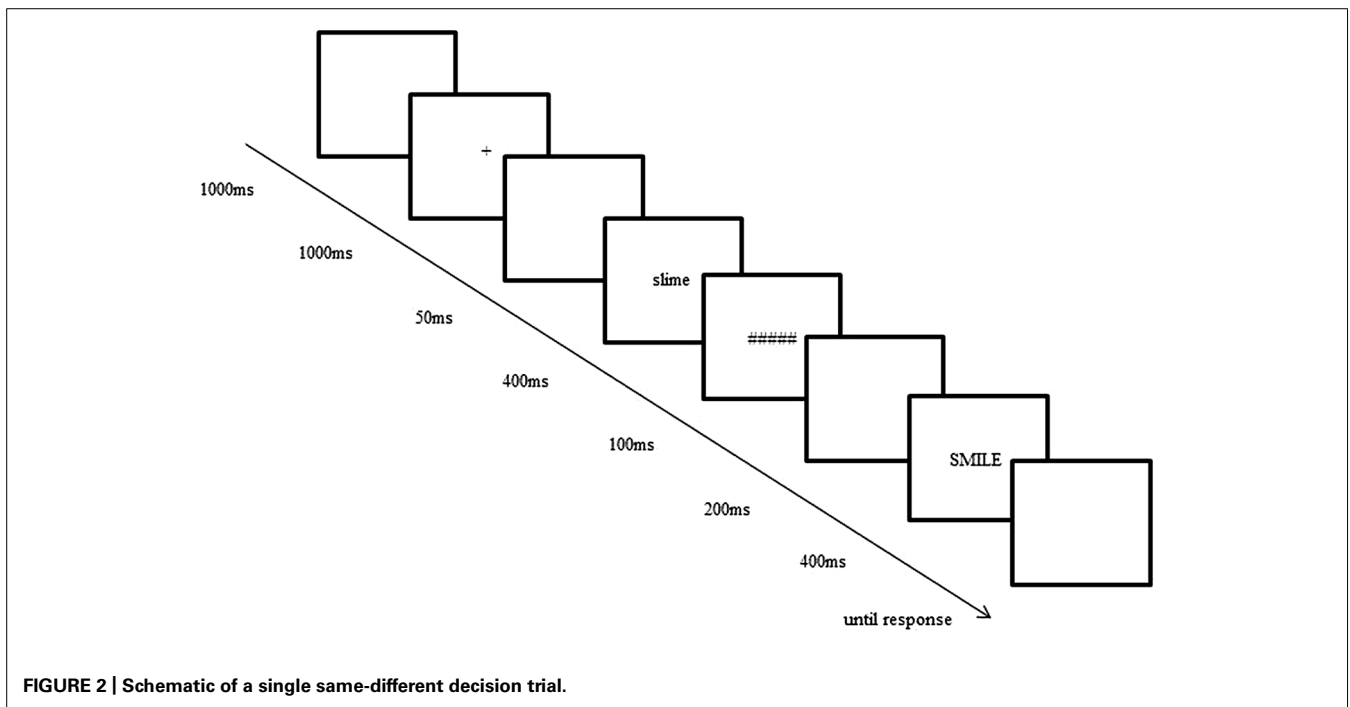 +
1000ms
1000ms
slime
50ms
#####
400ms
100ms
SMILE
200ms
400ms
until response
FIGURE 2 | Schematic of a single same-different decision trial.